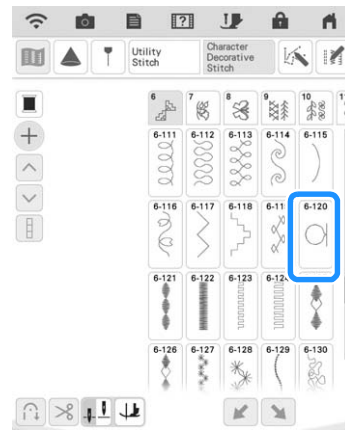 Utility
Stitch
Character
Decorative
Stitch
6 7 8 9 10
6-111 6-112 6-113 6-114 6-115
6-116 6-117 6-118 6-120
6-121 6-122 6-123
6-126 6-127 6-128 6-129 6-130